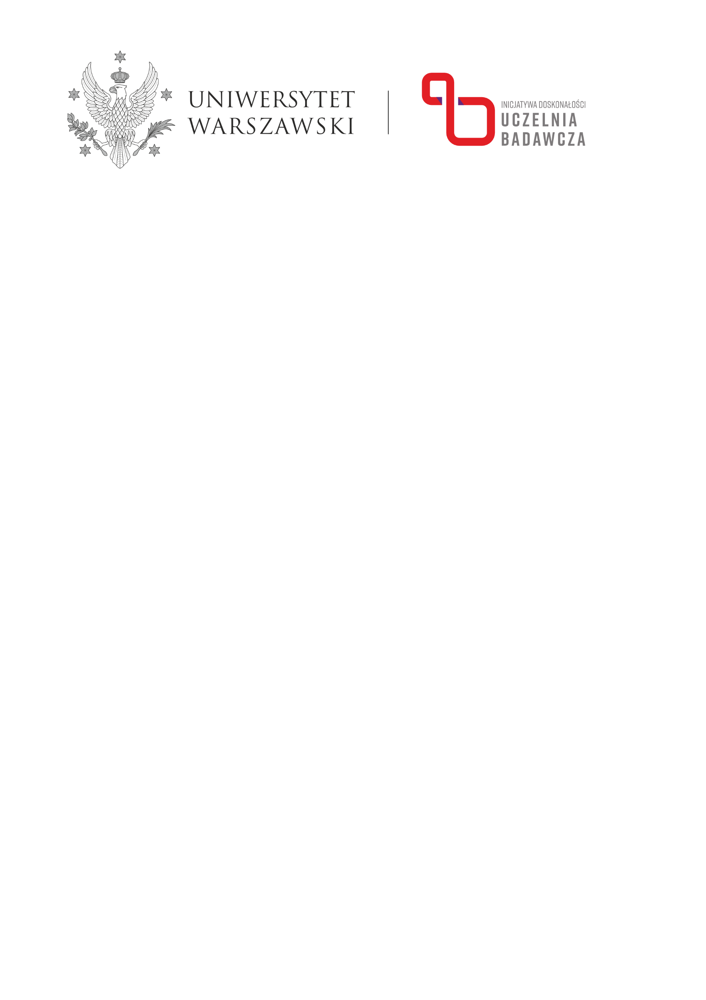 UNIWERSYTET
WARSZAWSKI
INICJATYWA DOSKONAŁOŚCI
UCZELNIA
BADAWCZA